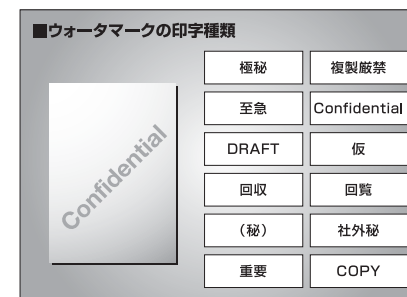 ■ウォータマークの印字種類
極秘 複製厳禁
至急 Confidential
DRAFT 仮
回収 回覧
(秘) 社外秘
重要 COPY
Confidential